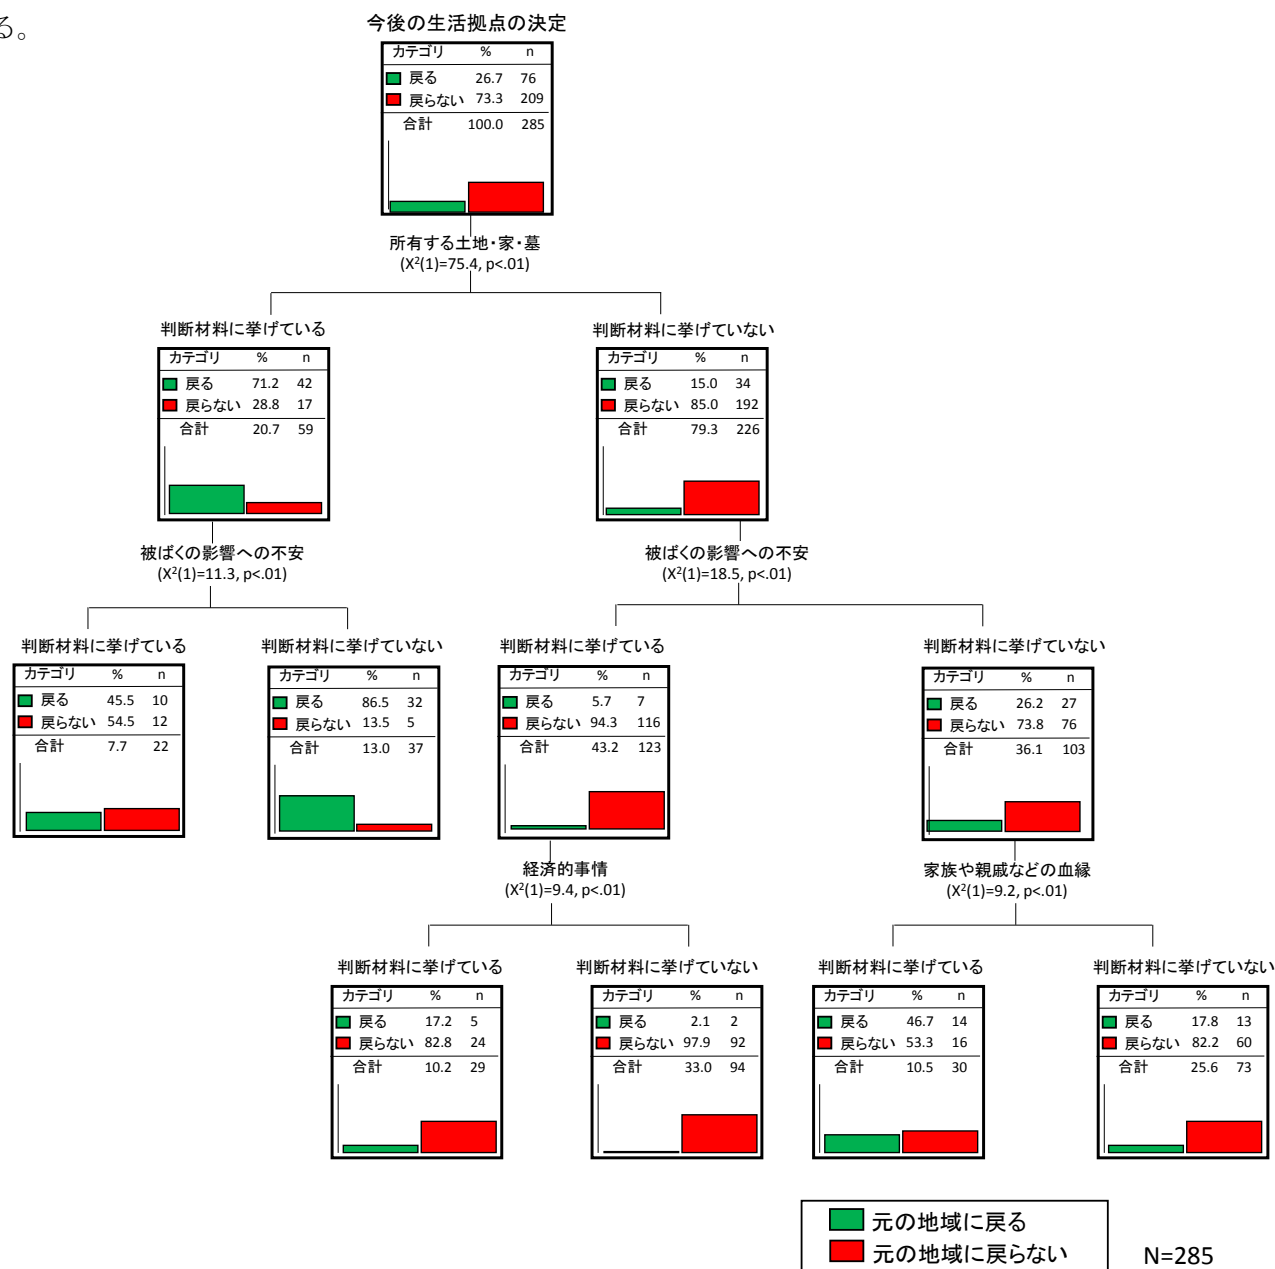 る。
今後の生活拠点の決定
カテゴリ % n
戻る 26.7 76
戻らない 73.3 209
合計 100.0 285
所有する土地・家・墓
(X²(1)=75.4, p<.01)
判断材料に挙げている
カテゴリ % n
戻る 71.2 42
戻らない 28.8 17
合計 20.7 59
判断材料に挙げていない
カテゴリ % n
戻る 15.0 34
戻らない 85.0 192
合計 79.3 226
被ばくの影響への不安
(X²(1)=11.3, p<.01)
被ばくの影響への不安
(X²(1)=18.5, p<.01)
判断材料に挙げている
カテゴリ % n
戻る 45.5 10
戻らない 54.5 12
合計 7.7 22
判断材料に挙げていない
カテゴリ % n
戻る 86.5 32
戻らない 13.5 5
合計 13.0 37
判断材料に挙げている
カテゴリ % n
戻る 5.7 7
戻らない 94.3 116
合計 43.2 123
判断材料に挙げていない
カテゴリ % n
戻る 26.2 27
戻らない 73.8 76
合計 36.1 103
経済的事情
(X²(1)=9.4, p<.01)
家族や親戚などの血縁
(X²(1)=9.2, p<.01)
判断材料に挙げている
カテゴリ % n
戻る 17.2 5
戻らない 82.8 24
合計 10.2 29
判断材料に挙げていない
カテゴリ % n
戻る 2.1 2
戻らない 97.9 92
合計 33.0 94
判断材料に挙げている
カテゴリ % n
戻る 46.7 14
戻らない 53.3 16
合計 10.5 30
判断材料に挙げていない
カテゴリ % n
戻る 17.8 13
戻らない 82.2 60
合計 25.6 73
元の地域に戻る
元の地域に戻らない
N=285